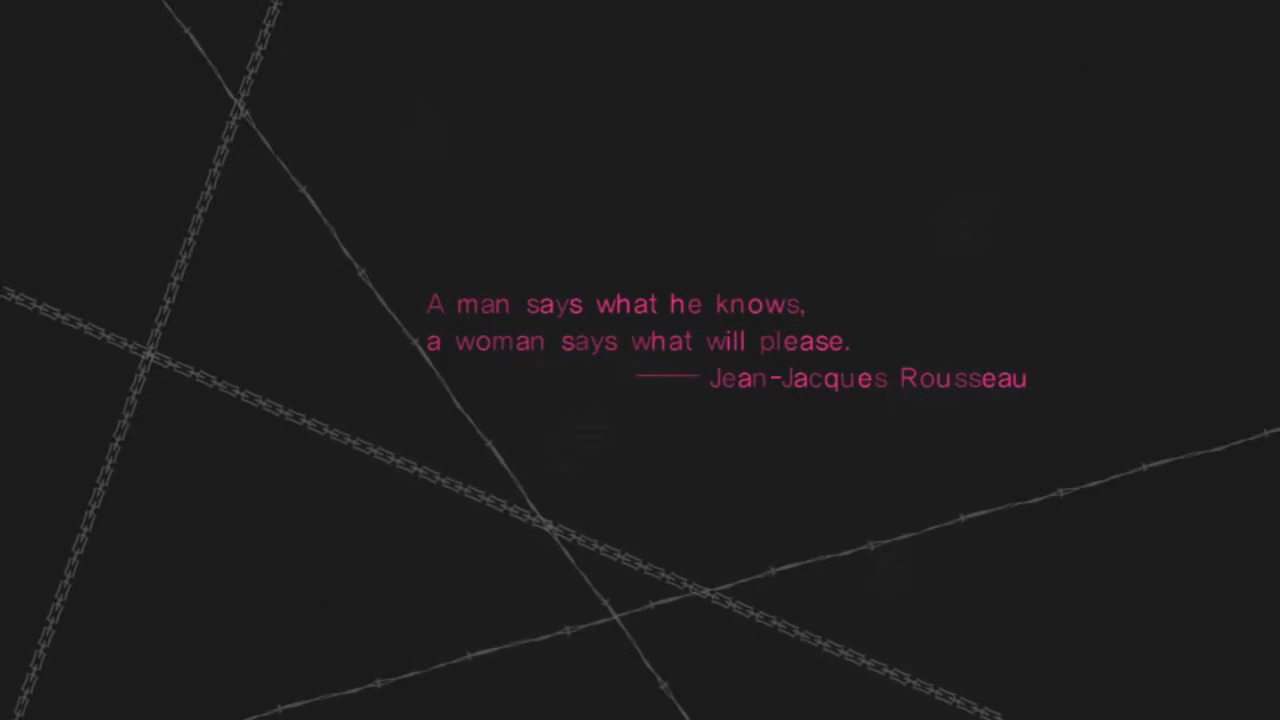 A man says what he knows,
a woman says what will please.
——Jean-Jacques Rousseau